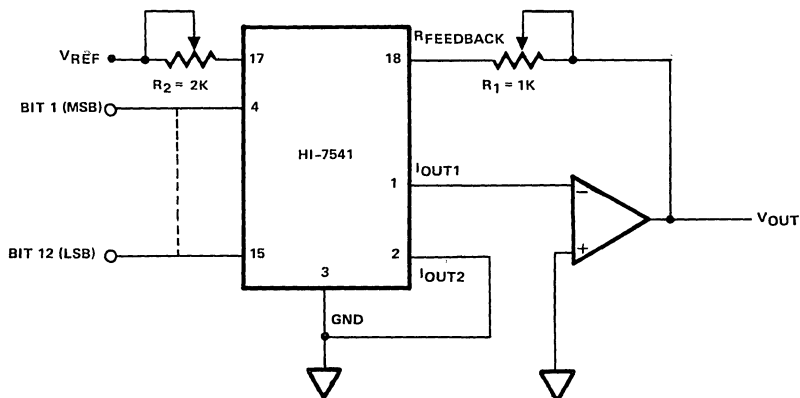 RFEEDBACK
VREF
17
18
R2 = 2K
R1 = 1K
BIT 1 (MSB)
4
HI-7541
IOUT1
1
−
VOUT
BIT 12 (LSB)
15
2
+
IOUT2
3
GND